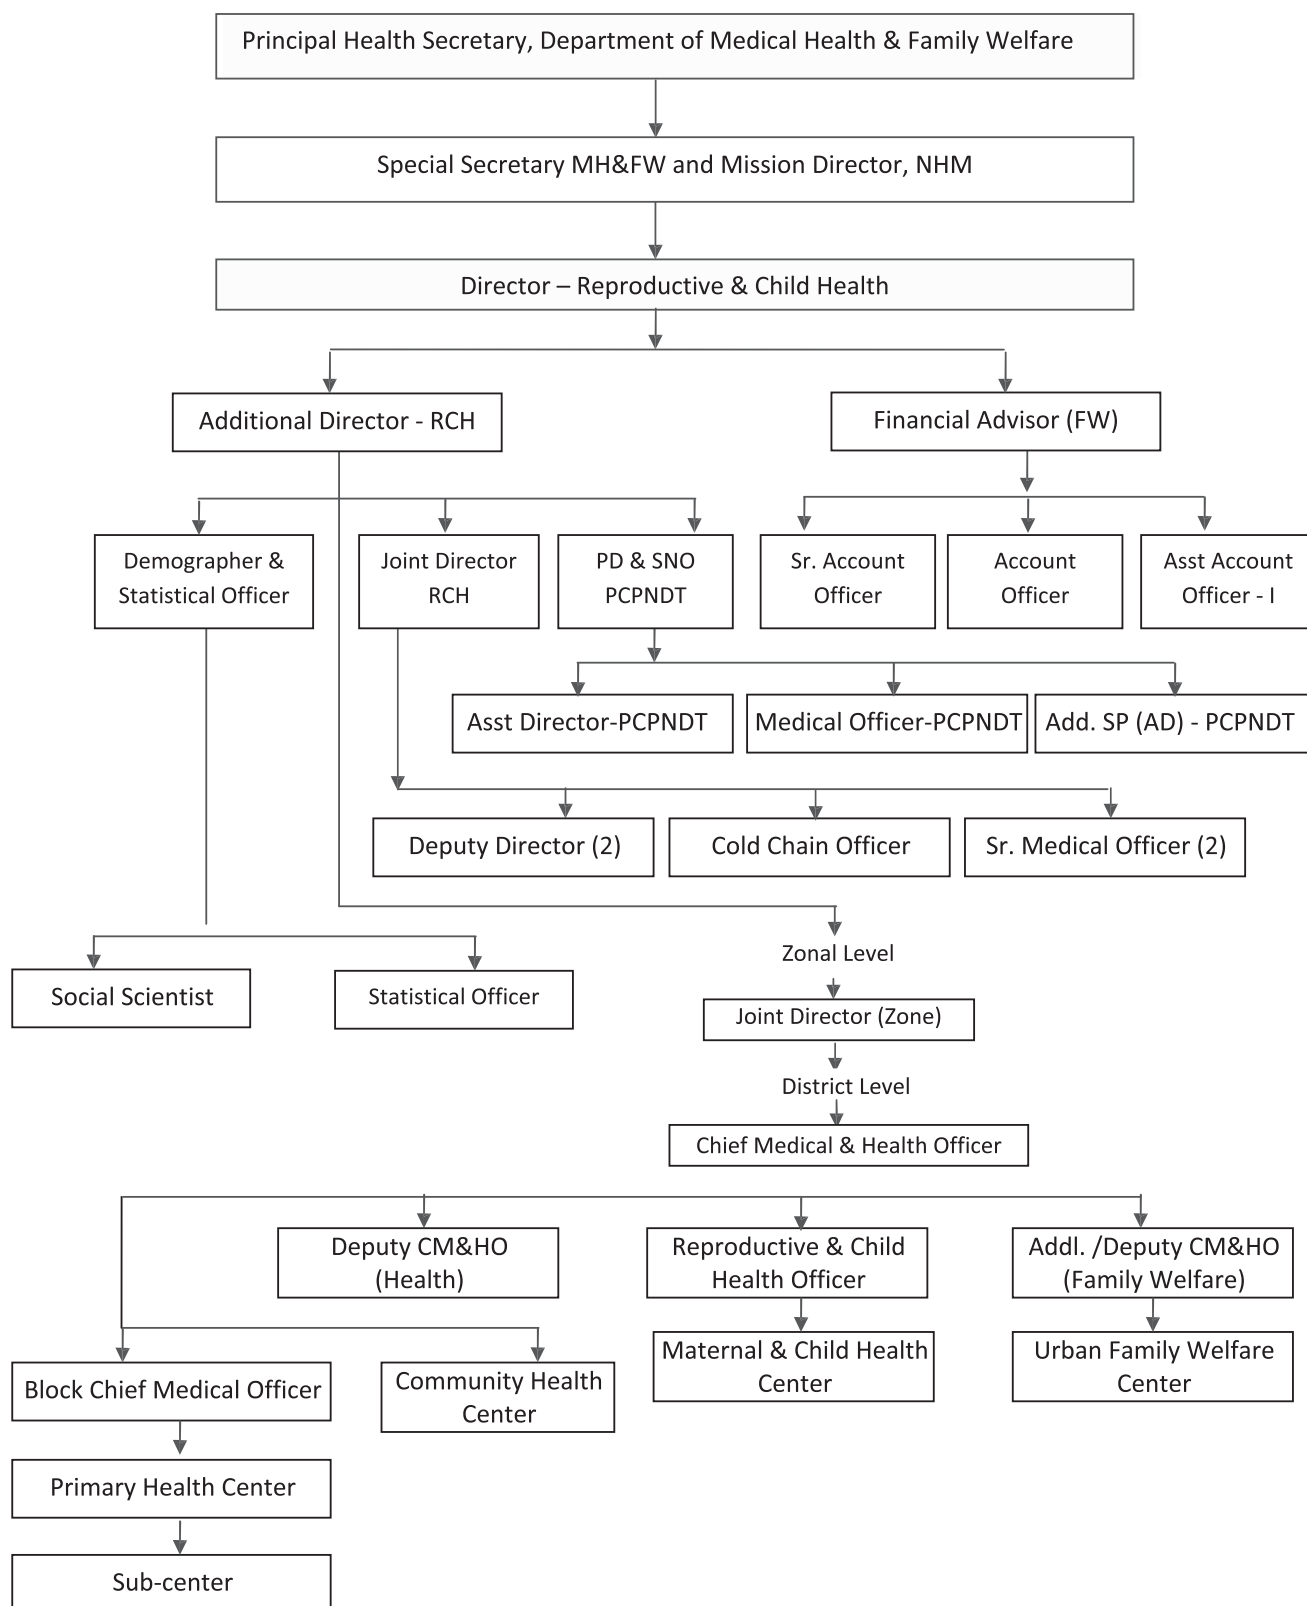 Principal Health Secretary, Department of Medical Health & Family Welfare
Special Secretary MH&FW and Mission Director, NHM
Director – Reproductive & Child Health
Additional Director - RCH
Financial Advisor (FW)
Demographer &
Statistical Officer
Joint Director
RCH
PD & SNO
PCPNDT
Sr. Account
Officer
Account
Officer
Asst Account
Officer - I
Asst Director-PCPNDT
Medical Officer-PCPNDT
Add. SP (AD) - PCPNDT
Deputy Director (2)
Cold Chain Officer
Sr. Medical Officer (2)
Zonal Level
Social Scientist
Statistical Officer
Joint Director (Zone)
District Level
Chief Medical & Health Officer
Deputy CM&HO
(Health)
Reproductive & Child
Health Officer
Addl. /Deputy CM&HO
(Family Welfare)
Block Chief Medical Officer
Community Health
Center
Maternal & Child Health
Center
Urban Family Welfare
Center
Primary Health Center
Sub-center